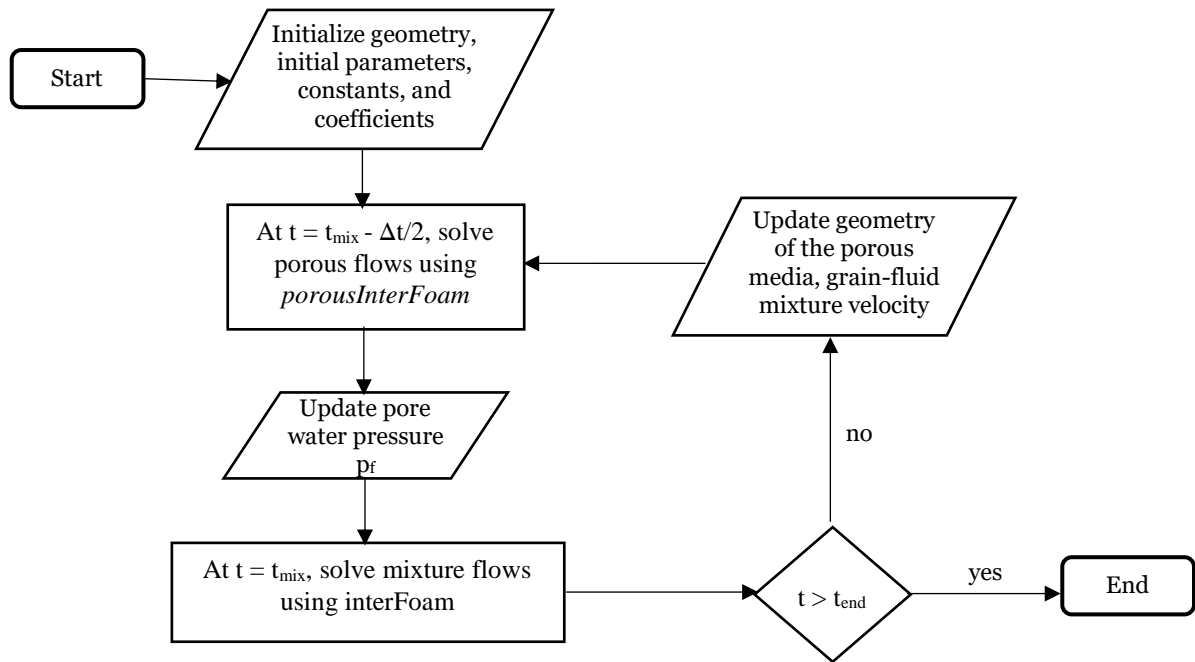 Start
Initialize geometry,
initial parameters,
constants, and
coefficients
At t = tmix - Δt/2, solve
porous flows using
porousInterFoam
Update geometry
of the porous
media, grain-fluid
mixture velocity
Update pore
water pressure
pf
no
At t = tmix, solve mixture flows
using interFoam
t > tend
yes
End